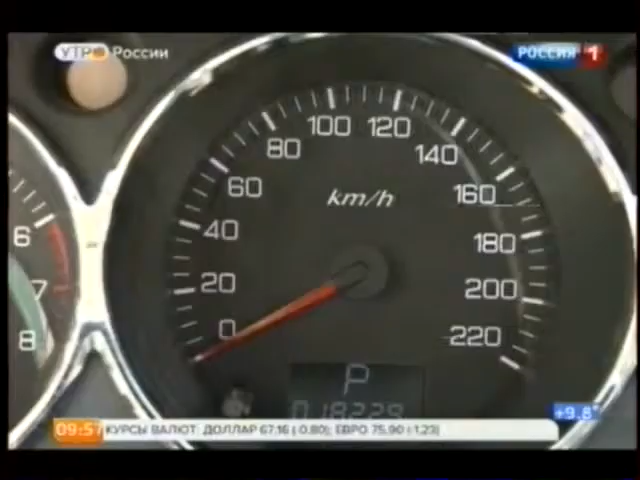 УТРО России
РОССИЯ 1
100 120
80 140
60 160
km/h
40 180
6
20 200
7
0 220
8
P
018229
+9,8°
09:57 КУРСЫ ВАЛЮТ: ДОЛЛАР 67.16 (-0.80); ЕВРО 75.90 (-1.23)